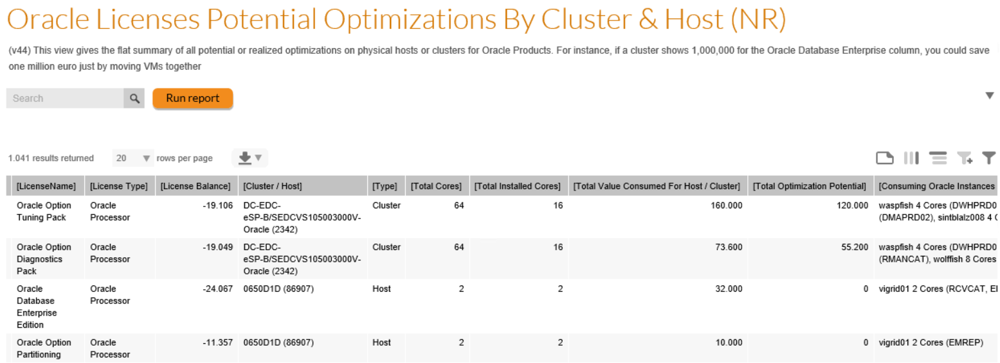 Oracle Licenses Potential Optimizations By Cluster & Host (NR)
(v44) This view gives the flat summary of all potential or realized optimizations on physical hosts or clusters for Oracle Products. For instance, if a cluster shows 1,000,000 for the Oracle Database Enterprise column, you could save
one million euro just by moving VMs together
Search
Run report
1.041 results returned 20 rows per page
[LicenseName] [License Type] [License Balance] [Cluster / Host] [Type] [Total Cores] [Total Installed Cores] [Total Value Consumed For Host / Cluster] [Total Optimization Potential] [Consuming Oracle Instances
Oracle Option Oracle -19.106 DC-EDC- Cluster 64 16 160.000 120.000 waspfish 4 Cores (DWHPRD0
Tuning Pack Processor eSP-B/SEDCVS105003000V- (DMAPRD02), sintblalz008 4 C
Oracle (2342)
Oracle Option Oracle -19.049 DC-EDC- Cluster 64 16 73.600 55.200 waspfish 4 Cores (DWHPRD0
Diagnostics Processor eSP-B/SEDCVS105003000V- (RMANCAT), wolffish 8 Cores
Pack Oracle (2342)
Oracle Oracle -24.067 0650D1D (86907) Host 2 2 32.000 0 vigrid01 2 Cores (RCVCAT, E
Database Processor
Enterprise
Edition
Oracle Option Oracle -11.357 0650D1D (86907) Host 2 2 10.000 0 vigrid01 2 Cores (EMREP)
Partitioning Processor